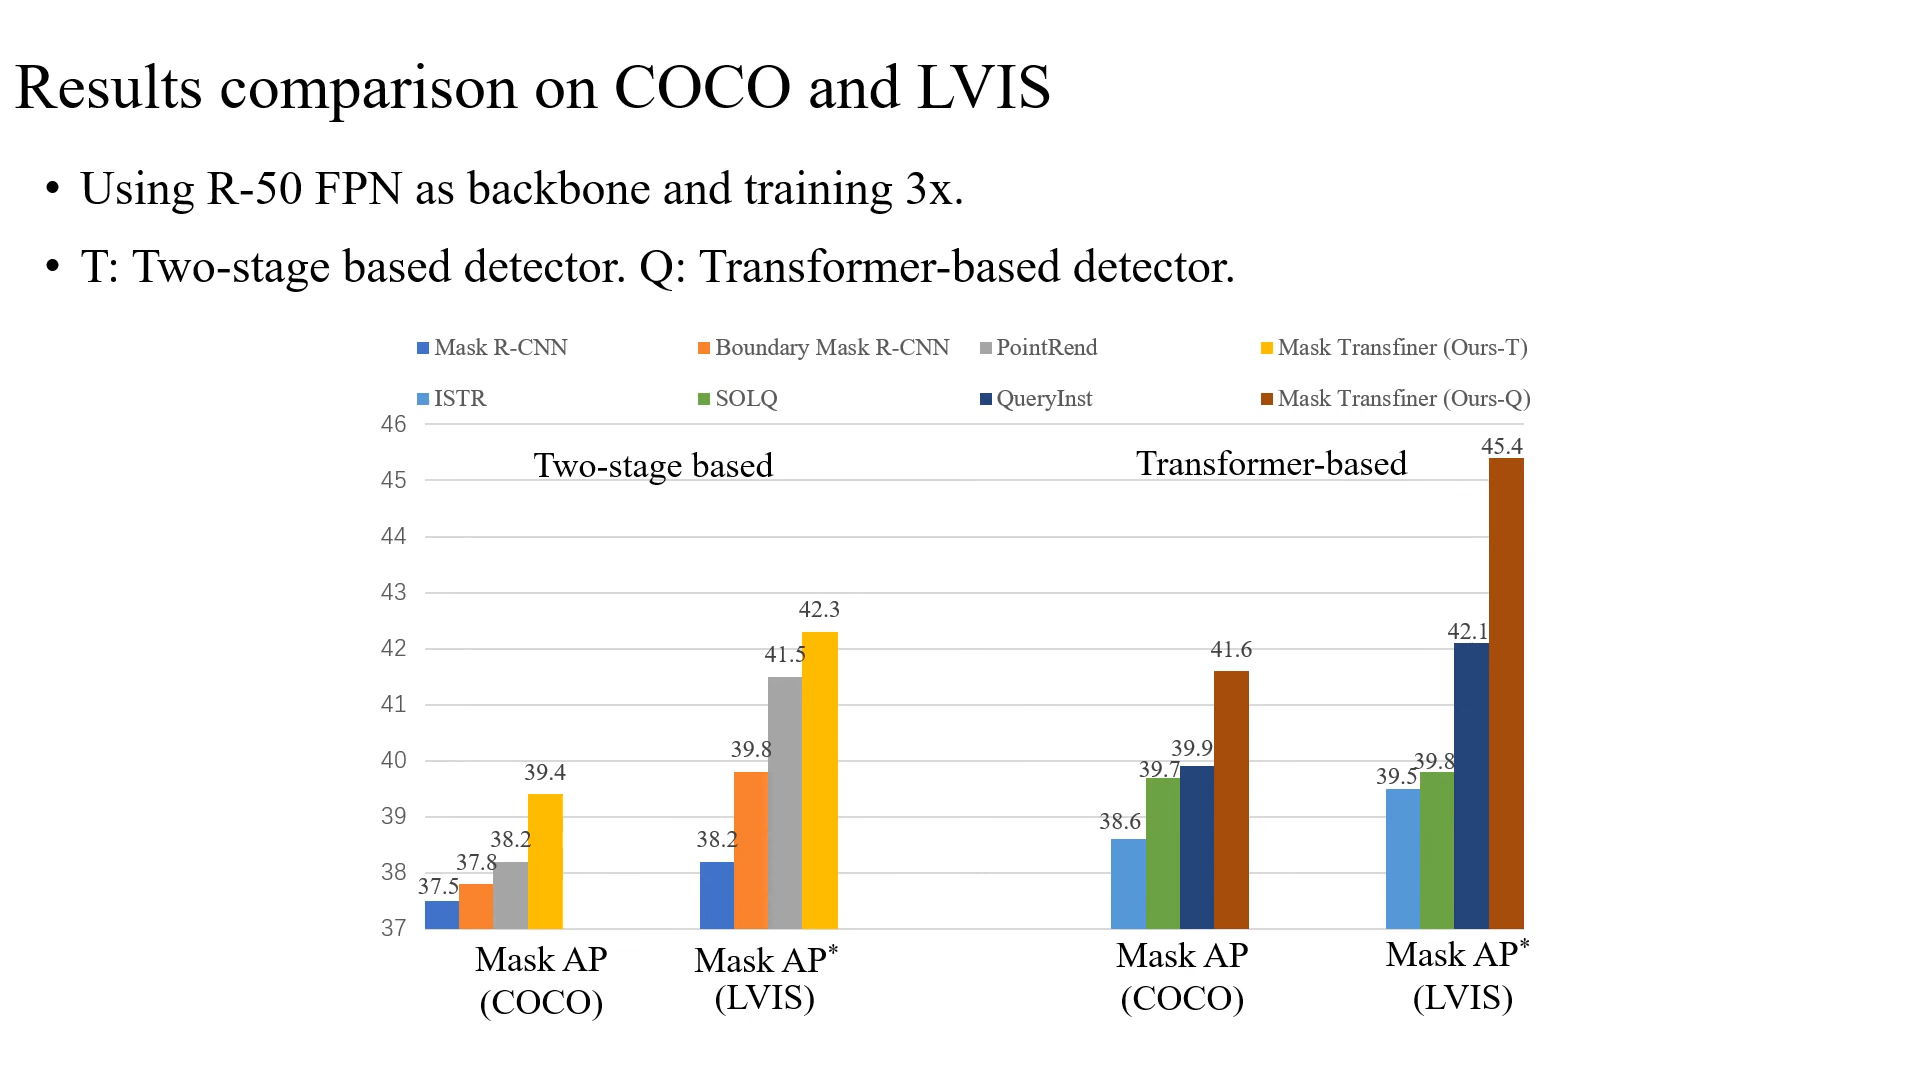 Results comparison on COCO and LVIS
• Using R-50 FPN as backbone and training 3x.
• T: Two-stage based detector. Q: Transformer-based detector.
Mask R-CNN Boundary Mask R-CNN PointRend Mask Transfiner (Ours-T)
ISTR SOLQ QueryInst Mask Transfiner (Ours-Q)
46
45
44
43
42
41
40
39
38
37
Two-stage based
Transformer-based
37.5
37.8
38.2
39.4
38.2
39.8
41.5
42.3
38.6
39.7
39.9
41.6
39.5
39.8
42.1
45.4
Mask AP
(COCO)
Mask AP*
(LVIS)
Mask AP
(COCO)
Mask AP*
(LVIS)